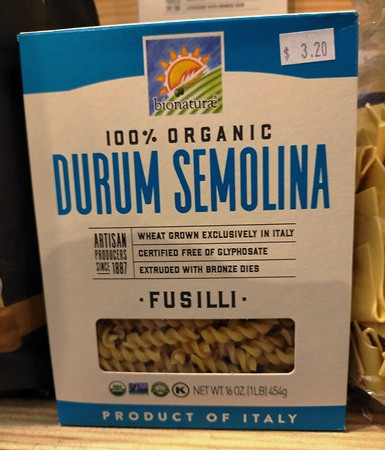 $ 3.20
bionaturæ
100% ORGANIC
DURUM SEMOLINA
ARTISAN
PRODUCERS
SINCE 1887
WHEAT GROWN EXCLUSIVELY IN ITALY
CERTIFIED FREE OF GLYPHOSATE
EXTRUDED WITH BRONZE DIES
· FUSILLI ·
K
NET WT. 16 OZ. (1 LB) 454g
PRODUCT OF ITALY